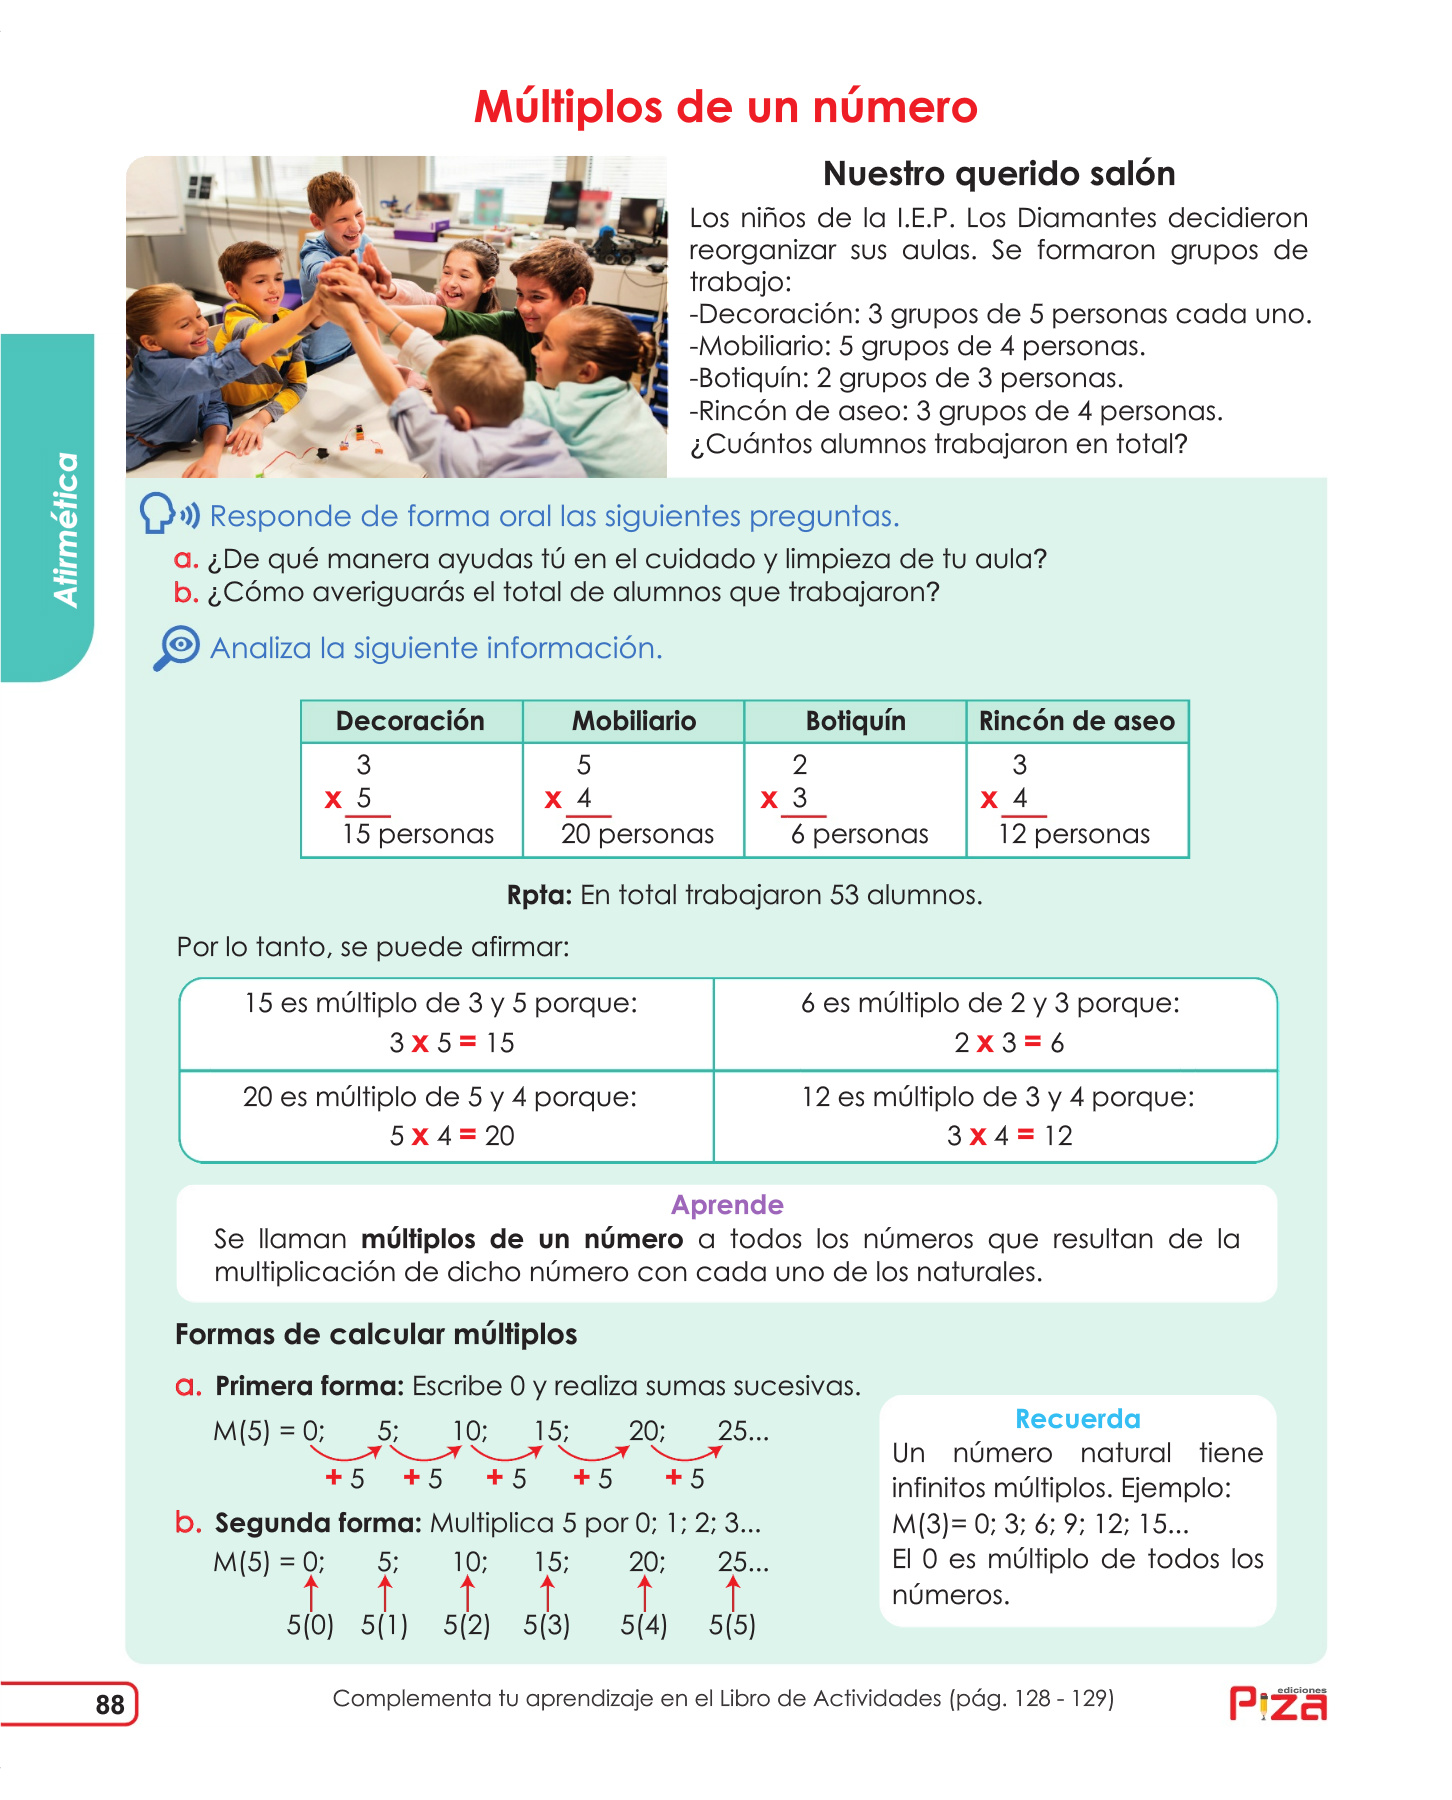 Múltiplos de un número
Nuestro querido salón
Los niños de la I.E.P. Los Diamantes decidieron
reorganizar sus aulas. Se formaron grupos de
trabajo:
-Decoración: 3 grupos de 5 personas cada uno.
-Mobiliario: 5 grupos de 4 personas.
-Botiquín: 2 grupos de 3 personas.
-Rincón de aseo: 3 grupos de 4 personas.
¿Cuántos alumnos trabajaron en total?
Atirmética
Responde de forma oral las siguientes preguntas.
a. ¿De qué manera ayudas tú en el cuidado y limpieza de tu aula?
b. ¿Cómo averiguarás el total de alumnos que trabajaron?
Analiza la siguiente información.
Decoración Mobiliario Botiquín Rincón de aseo
3 5 2 3
x 5 x 4 x 3 x 4
15 personas 20 personas 6 personas 12 personas
Rpta: En total trabajaron 53 alumnos.
Por lo tanto, se puede afirmar:
15 es múltiplo de 3 y 5 porque: 6 es múltiplo de 2 y 3 porque:
3 x 5 = 15 2 x 3 = 6
20 es múltiplo de 5 y 4 porque: 12 es múltiplo de 3 y 4 porque:
5 x 4 = 20 3 x 4 = 12
Aprende
Se llaman múltiplos de un número a todos los números que resultan de la
multiplicación de dicho número con cada uno de los naturales.
Formas de calcular múltiplos
a. Primera forma: Escribe 0 y realiza sumas sucesivas.
M(5) = 0; 5; 10; 15; 20; 25...
+ 5 + 5 + 5 + 5 + 5
b. Segunda forma: Multiplica 5 por 0; 1; 2; 3...
M(5) = 0; 5; 10; 15; 20; 25...
5(0) 5(1) 5(2) 5(3) 5(4) 5(5)
Recuerda
Un número natural tiene
infinitos múltiplos. Ejemplo:
M(3)= 0; 3; 6; 9; 12; 15...
El 0 es múltiplo de todos los
números.
88
Complementa tu aprendizaje en el Libro de Actividades (pág. 128 - 129)
ediciones
Piza